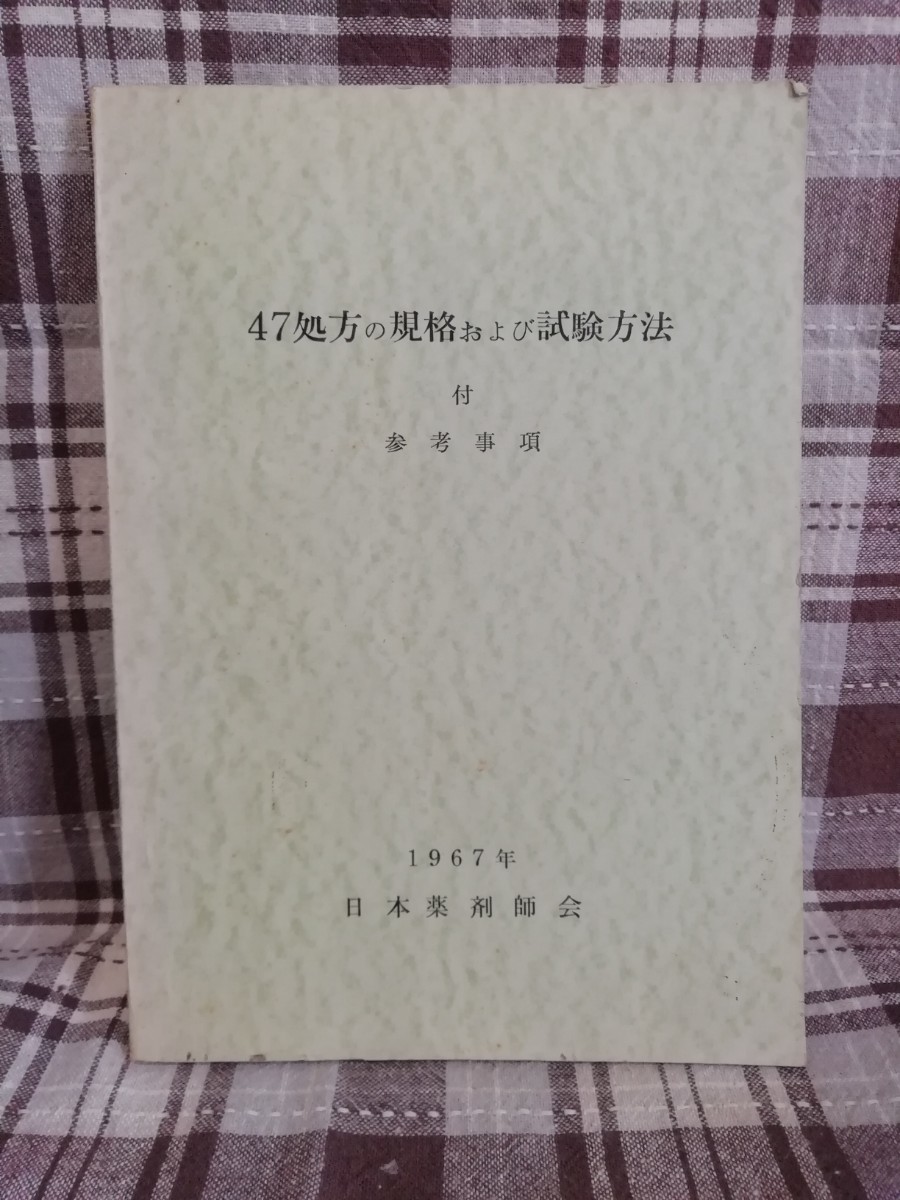 47処方の規格および試験方法
付
参考事項
1967年
日本薬剤師会